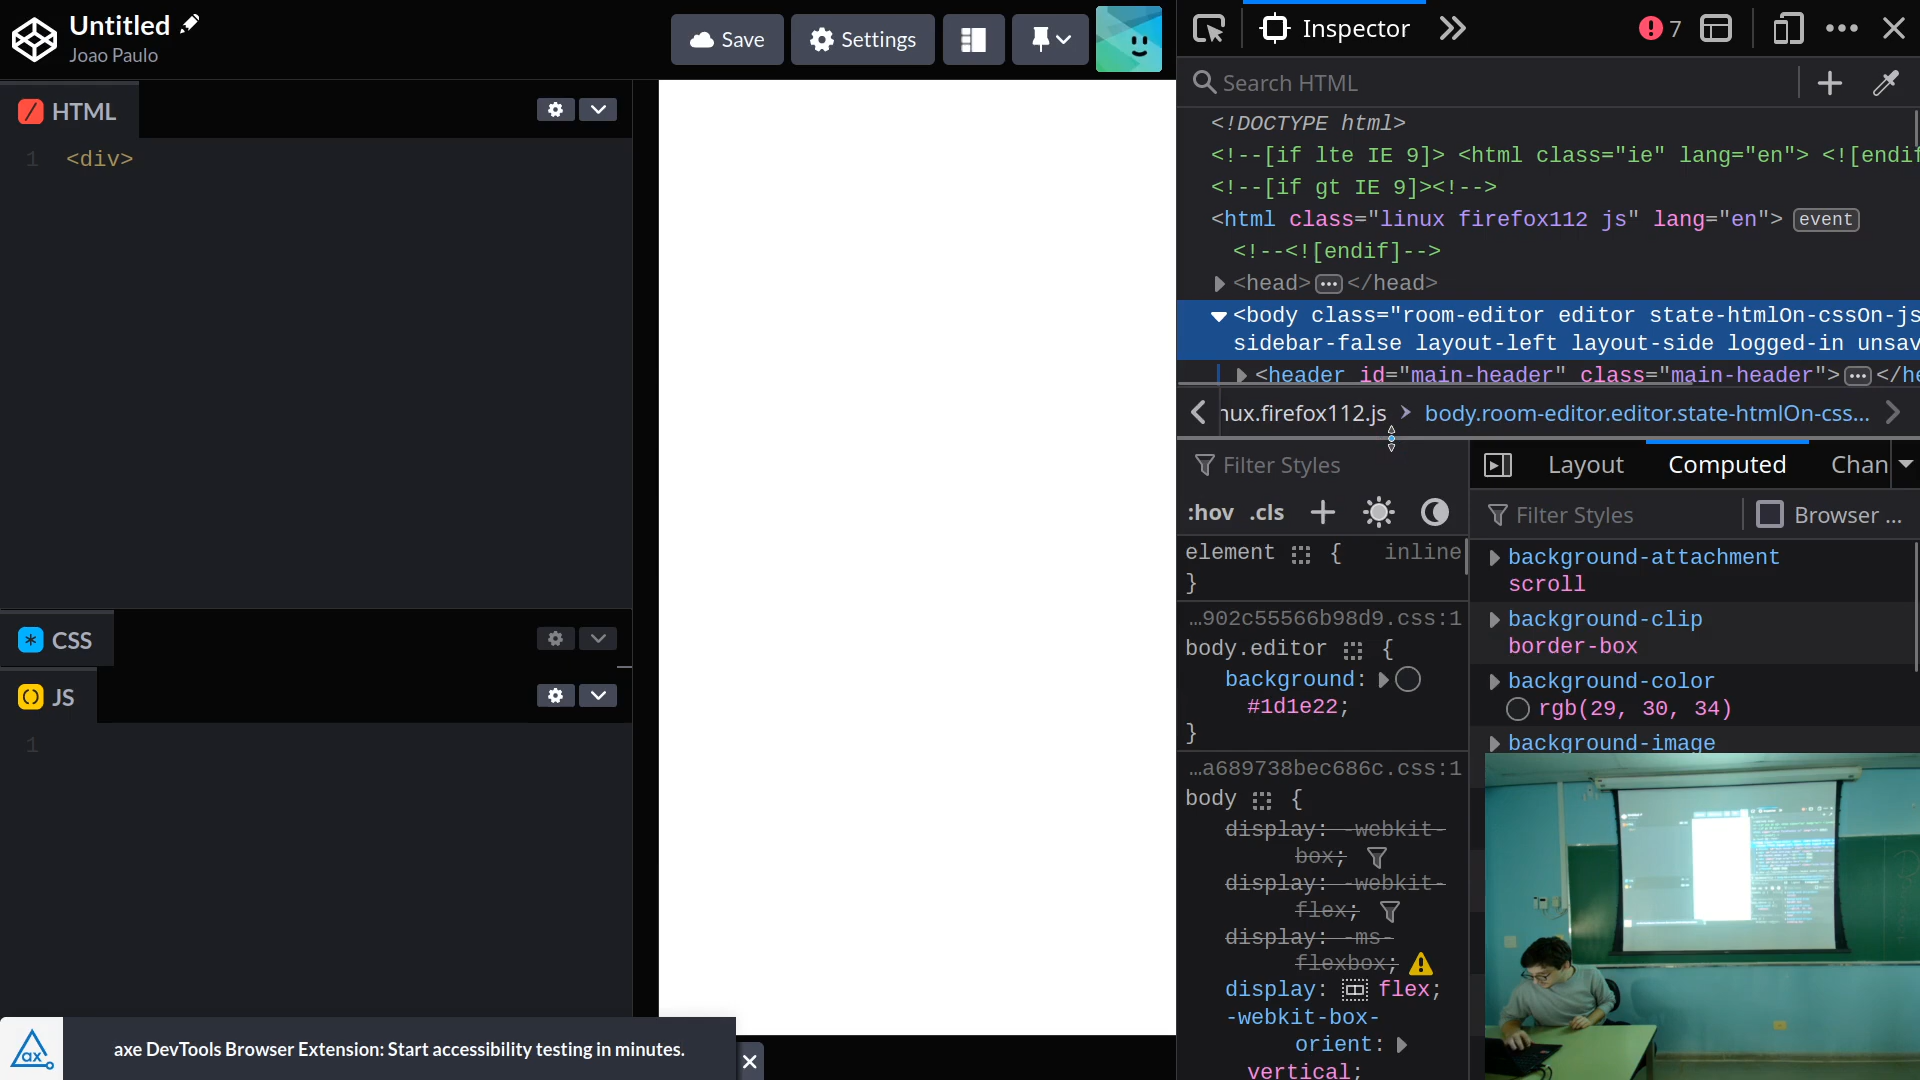 Untitled
Joao Paulo
Save
Settings
HTML
1 <div>
CSS
JS
1
axe DevTools Browser Extension: Start accessibility testing in minutes.
Inspector
7
Search HTML
<!DOCTYPE html>
<!--[if lte IE 9]> <html class="ie" lang="en"> <![endif
<!--[if gt IE 9]><!-->
<html class="linux firefox112 js" lang="en"> event
<!--<![endif]-->
<head>...</head>
<body class="room-editor editor state-htmlOn-cssOn-js
sidebar-false layout-left layout-side logged-in unsav
<header id="main-header" class="main-header">...</he
nux.firefox112.js > body.room-editor.editor.state-htmlOn-css...
Filter Styles
:hov .cls
element { inline
}
…902c55566b98d9.css:1
body.editor {
background:
#1d1e22;
}
…a689738bec686c.css:1
body {
display: -webkit-
box;
display: -webkit-
flex;
display: -ms-
flexbox;
display: flex;
-webkit-box-
orient:
vertical;
Layout
Computed
Chan
Filter Styles
Browser ...
background-attachment
scroll
background-clip
border-box
background-color
rgb(29, 30, 34)
background-image